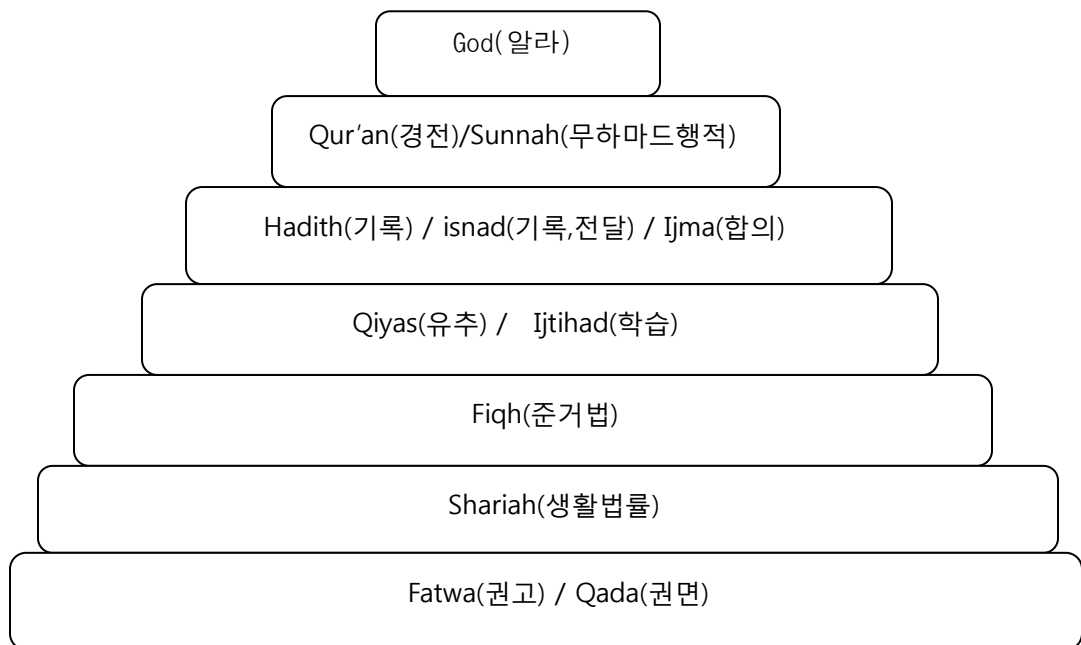 God(알라)
Qur'an(경전)/Sunnah(무하마드행적)
Hadith(기록) / isnad(기록,전달) / Ijma(합의)
Qiyas(유추) / Ijtihad(학습)
Fiqh(준거법)
Shariah(생활법률)
Fatwa(권고) / Qada(권면)